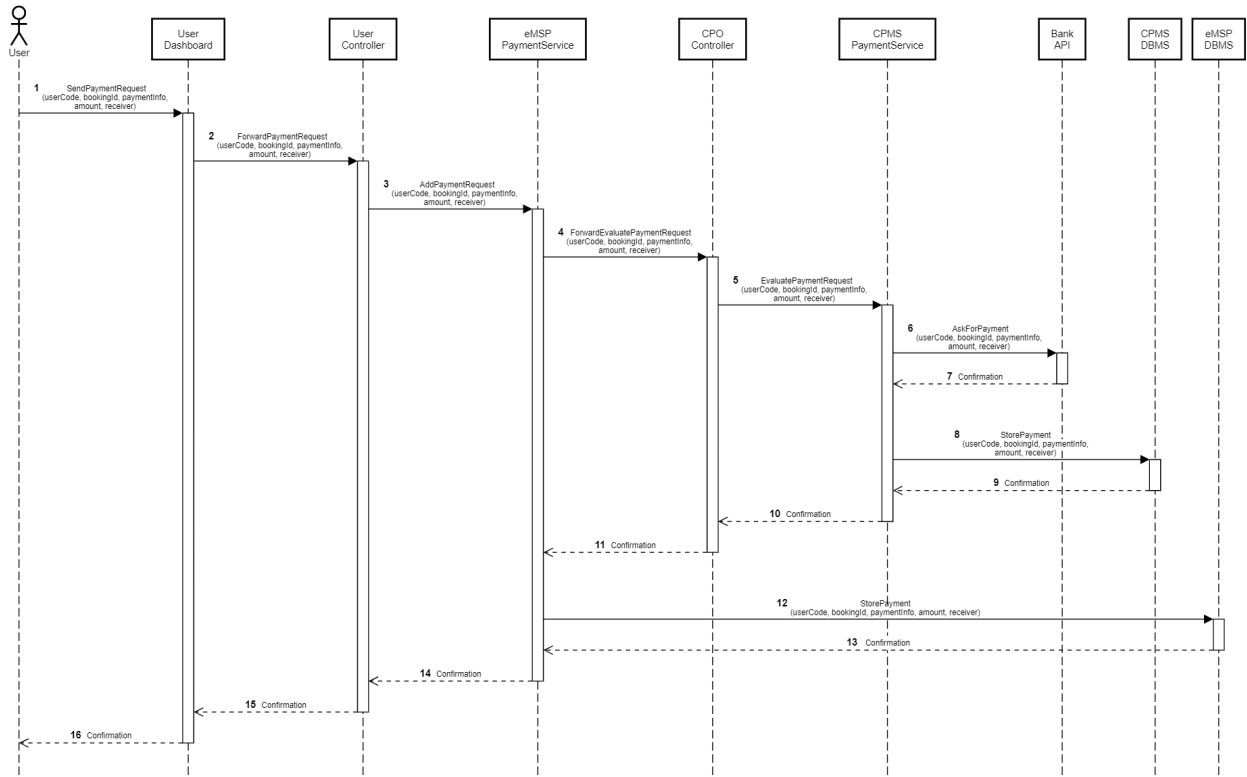 User
User
Dashboard
User
Controller
eMSP
PaymentService
CPO
Controller
CPMS
PaymentService
Bank
API
CPMS
DBMS
eMSP
DBMS
1 SendPaymentRequest
(userCode, bookingId, paymentInfo,
amount, receiver)
2 ForwardPaymentRequest
(userCode, bookingId, paymentInfo,
amount, receiver)
3 AddPaymentRequest
(userCode, bookingId, paymentInfo,
amount, receiver)
4 ForwardEvaluatePaymentRequest
(userCode, bookingId, paymentInfo,
amount, receiver)
5 EvaluatePaymentRequest
(userCode, bookingId, paymentInfo,
amount, receiver)
6 AskForPayment
(userCode, bookingId, paymentInfo,
amount, receiver)
7 Confirmation
8 StorePayment
(userCode, bookingId, paymentInfo,
amount, receiver)
9 Confirmation
10 Confirmation
11 Confirmation
12 StorePayment
(userCode, bookingId, paymentInfo, amount, receiver)
13 Confirmation
14 Confirmation
15 Confirmation
16 Confirmation